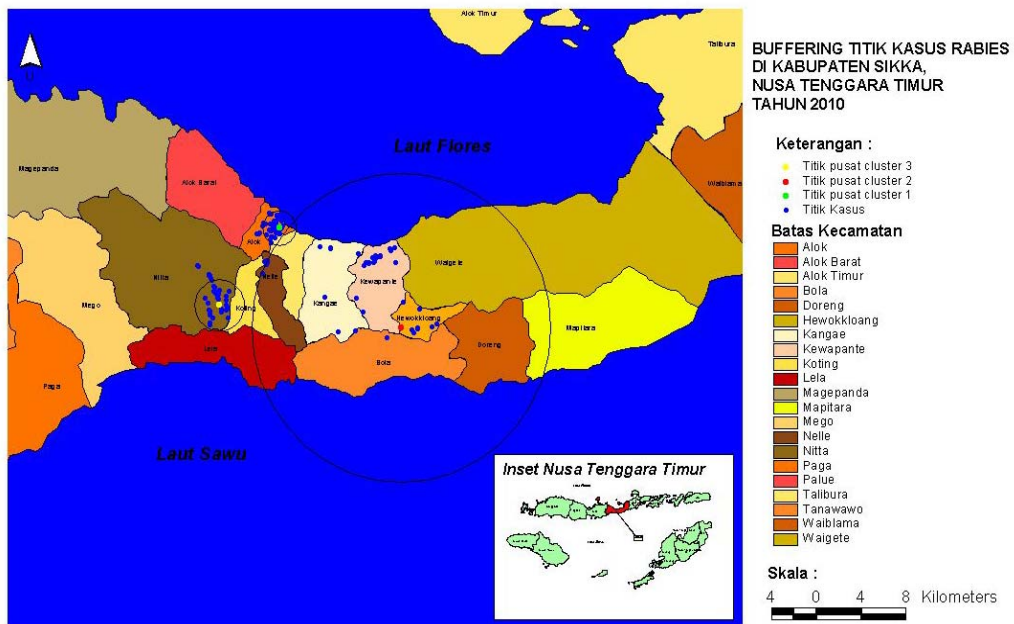 BUFFERING TITIK KASUS RABIES
DI KABUPATEN SIKKA,
NUSA TENGGARA TIMUR
TAHUN 2010
Keterangan :
Titik pusat cluster 3
Titik pusat cluster 2
Titik pusat cluster 1
Titik Kasus
Batas Kecamatan
Alok
Alok Barat
Alok Timur
Bola
Doreng
Hewokkloang
Kangae
Kewapante
Koting
Lela
Magepanda
Mapitara
Mego
Nelle
Nitta
Paga
Palue
Talibura
Tanawawo
Waiblama
Waigete
Skala :
4 0 4 8 Kilometers
Alok Timur
Talibura
U
Laut Flores
Magepanda
Alok Barat
Waiblama
Alok
Nitta
Nelle
Waigete
Kewapante
Mego
Koting
Kangae
Hewokkloang
Mapitara
Lela
Bola
Doreng
Paga
Laut Sawu
Inset Nusa Tenggara Timur